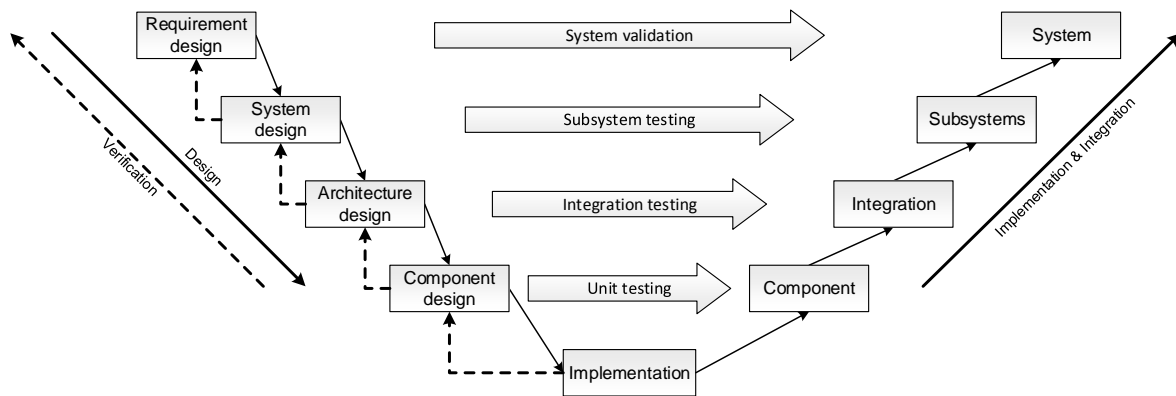 Requirement
design
System validation
System
System
design
Subsystem testing
Subsystems
Verification
Design
Architecture
design
Integration testing
Integration
Implementation & Integration
Component
design
Unit testing
Component
Implementation